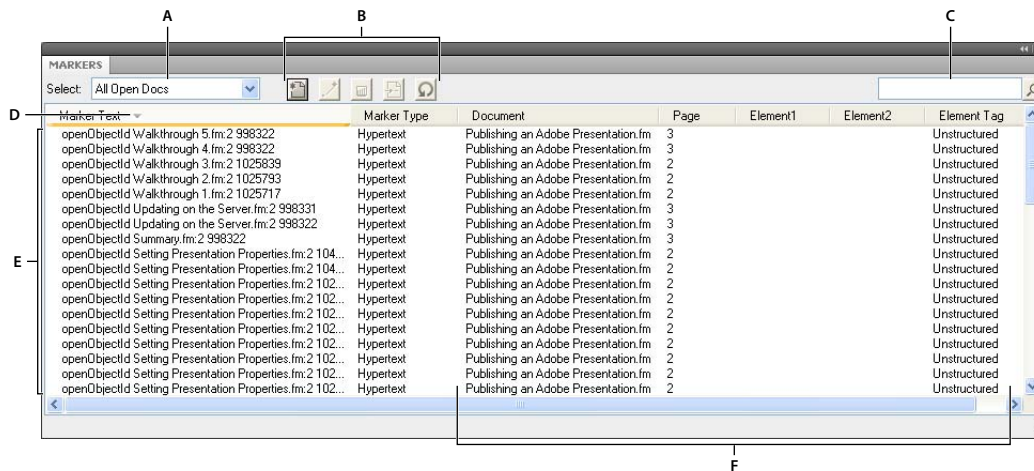 A B C
MARKERS
Select: All Open Docs
D
Marker Text Marker Type Document Page Element1 Element2 Element Tag
openObjectId Walkthrough 5.fm:2 998322 Hypertext Publishing an Adobe Presentation.fm 3 Unstructured
openObjectId Walkthrough 4.fm:2 998322 Hypertext Publishing an Adobe Presentation.fm 3 Unstructured
openObjectId Walkthrough 3.fm:2 1025839 Hypertext Publishing an Adobe Presentation.fm 2 Unstructured
openObjectId Walkthrough 2.fm:2 1025793 Hypertext Publishing an Adobe Presentation.fm 2 Unstructured
openObjectId Walkthrough 1.fm:2 1025717 Hypertext Publishing an Adobe Presentation.fm 2 Unstructured
openObjectId Updating on the Server.fm:2 998331 Hypertext Publishing an Adobe Presentation.fm 3 Unstructured
openObjectId Updating on the Server.fm:2 998322 Hypertext Publishing an Adobe Presentation.fm 3 Unstructured
openObjectId Summary.fm:2 998322 Hypertext Publishing an Adobe Presentation.fm 3 Unstructured
openObjectId Setting Presentation Properties.fm:2 104... Hypertext Publishing an Adobe Presentation.fm 2 Unstructured
E
openObjectId Setting Presentation Properties.fm:2 104... Hypertext Publishing an Adobe Presentation.fm 2 Unstructured
openObjectId Setting Presentation Properties.fm:2 102... Hypertext Publishing an Adobe Presentation.fm 2 Unstructured
openObjectId Setting Presentation Properties.fm:2 102... Hypertext Publishing an Adobe Presentation.fm 2 Unstructured
openObjectId Setting Presentation Properties.fm:2 102... Hypertext Publishing an Adobe Presentation.fm 2 Unstructured
openObjectId Setting Presentation Properties.fm:2 102... Hypertext Publishing an Adobe Presentation.fm 2 Unstructured
openObjectId Setting Presentation Properties.fm:2 102... Hypertext Publishing an Adobe Presentation.fm 2 Unstructured
openObjectId Setting Presentation Properties.fm:2 102... Hypertext Publishing an Adobe Presentation.fm 2 Unstructured
openObjectId Setting Presentation Properties.fm:2 102... Hypertext Publishing an Adobe Presentation.fm 2 Unstructured
openObjectId Setting Presentation Properties.fm:2 102... Hypertext Publishing an Adobe Presentation.fm 2 Unstructured
F